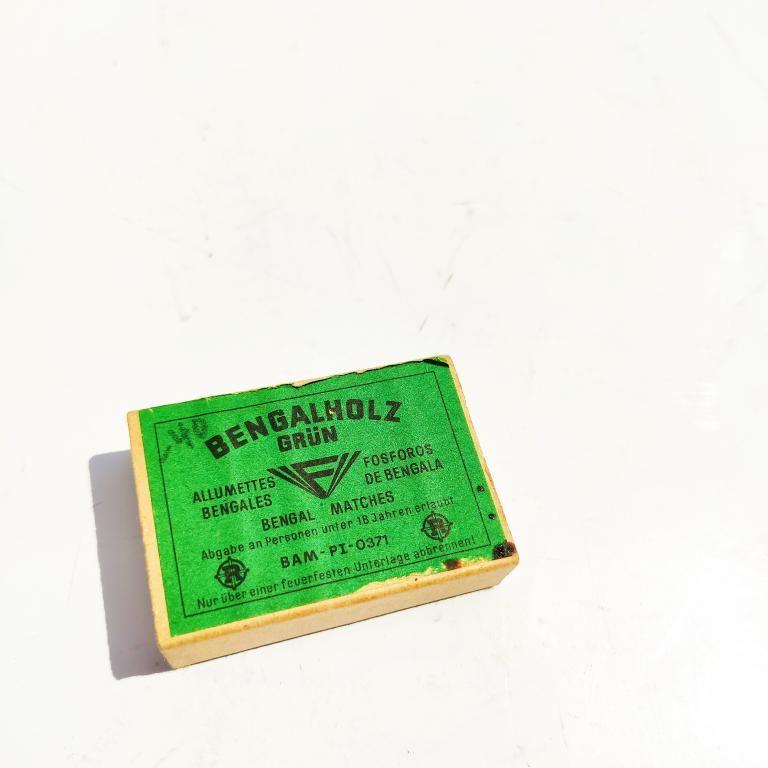 -,40
BENGALHOLZ
GRÜN
ALLUMETTES
BENGALES
F
FOSFOROS
DE BENGALA
BENGAL MATCHES
Abgabe an Personen unter 18 Jahren erlaubt
BAM-PI-0371
R
R
Nur über einer feuerfesten Unterlage abbrennen!